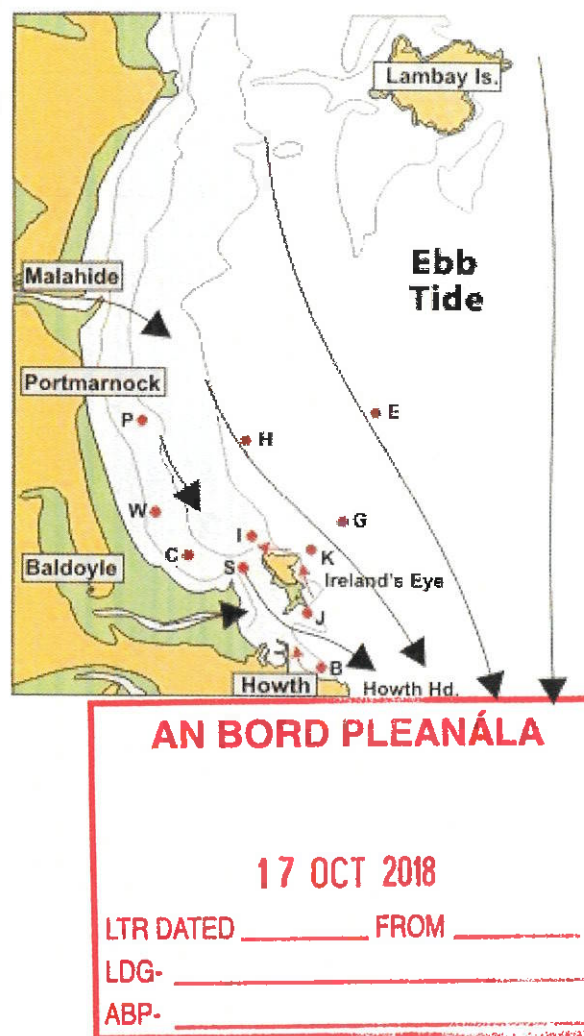 Lambay Is.
Ebb
Tide
Malahide
Portmarnock
P
E
H
W
G
I
C
K
Baldoyle
S
Ireland's Eye
J
B
Howth
Howth Hd.
AN BORD PLEANÁLA
17 OCT 2018
LTR DATED FROM
LDG-
ABP-